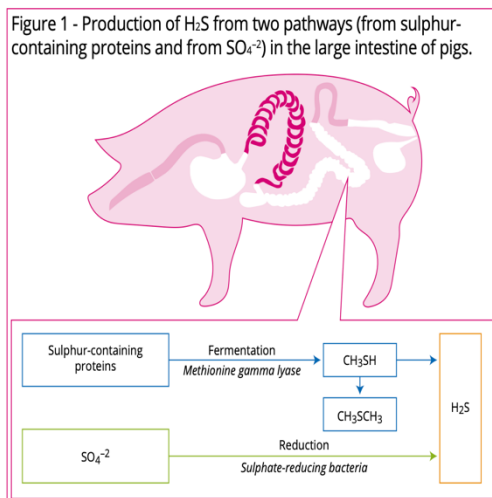 Figure 1 - Production of H₂S from two pathways (from sulphur-
containing proteins and from SO₄⁻²) in the large intestine of pigs.
Sulphur-containing
proteins
Fermentation
Methionine gamma lyase
CH₃SH
CH₃SCH₃
H₂S
SO₄⁻²
Reduction
Sulphate-reducing bacteria